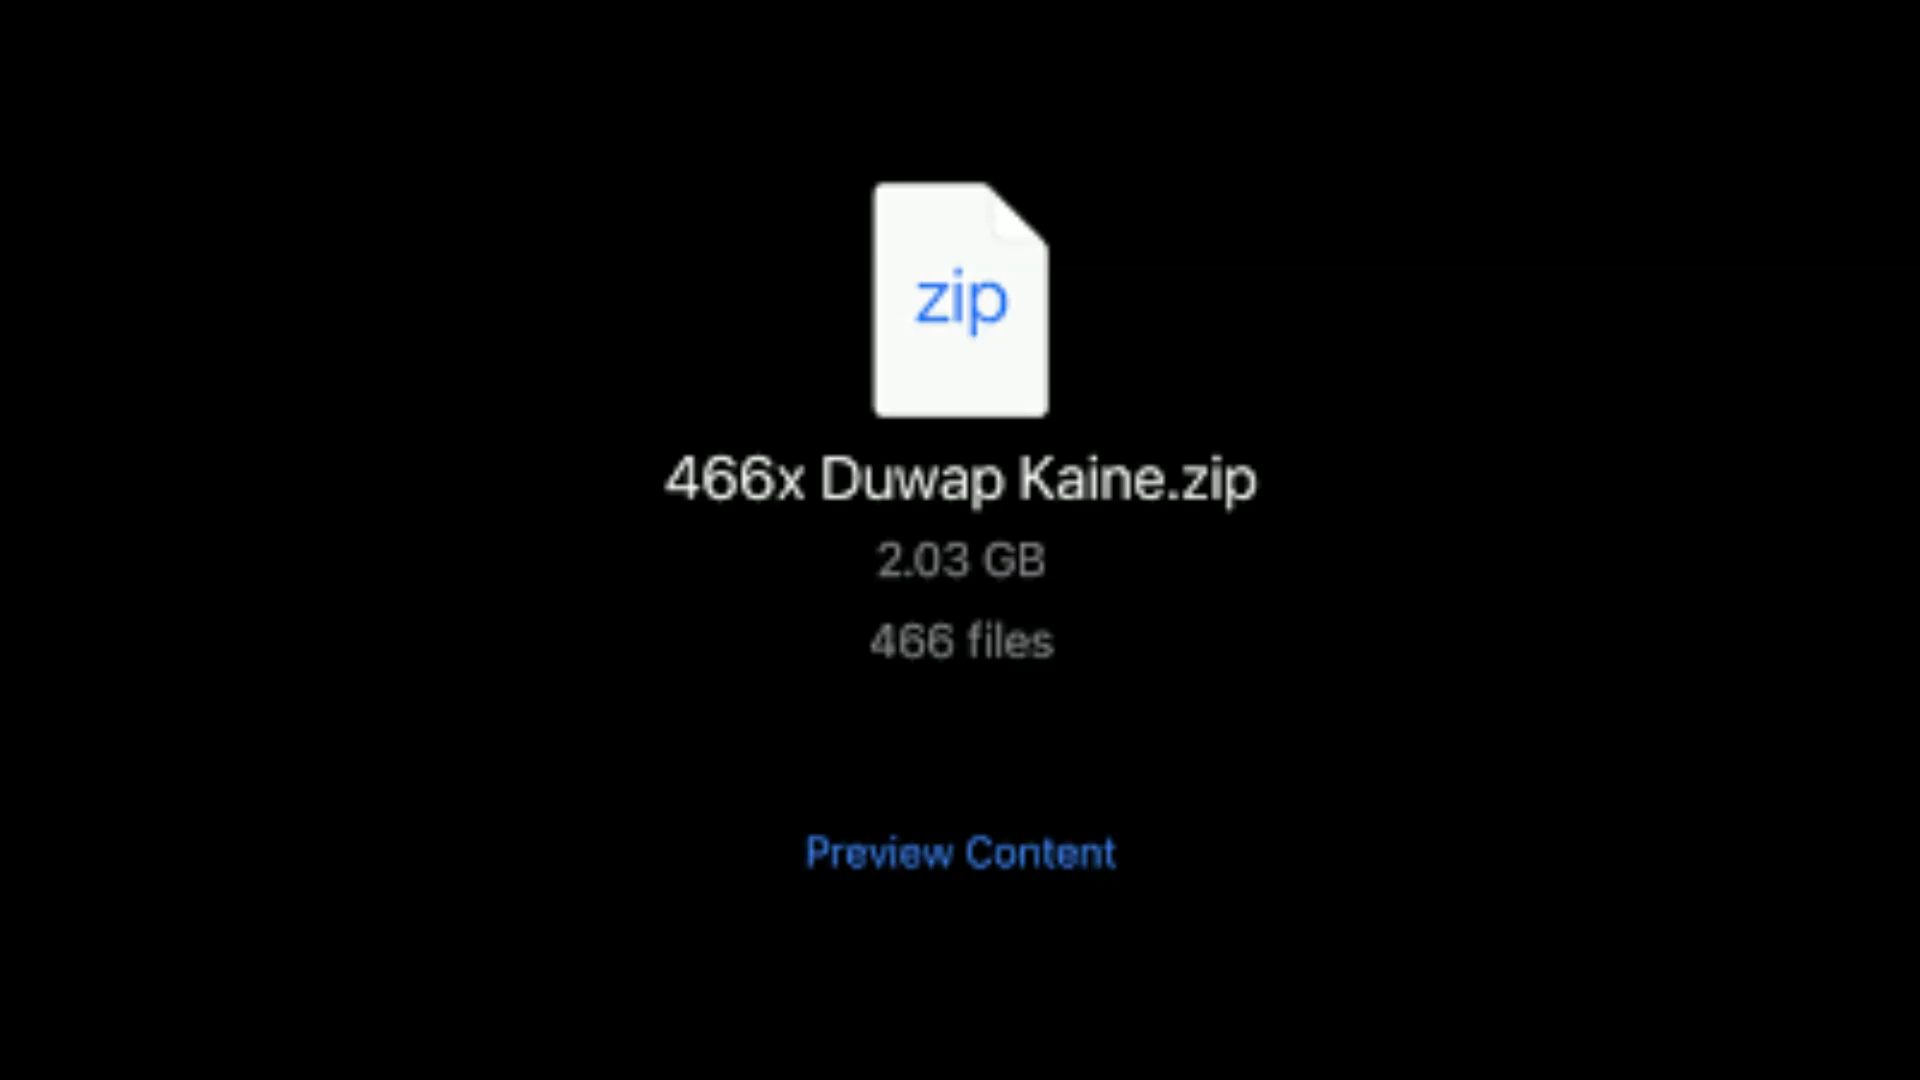 zip
466x Duwap Kaine.zip
2.03 GB
466 files
Preview Content